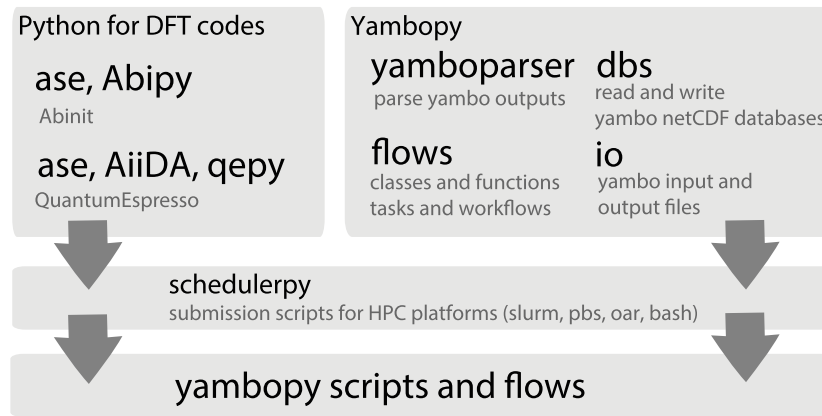 Python for DFT codes
ase, Abipy
Abinit
ase, AiiDA, qepy
QuantumEspresso
Yambopy
yamboparser
parse yambo outputs
dbs
read and write
yambo netCDF databases
flows
classes and functions
tasks and workflows
io
yambo input and
output files
schedulerpy
submission scripts for HPC platforms (slurm, pbs, oar, bash)
yambopy scripts and flows